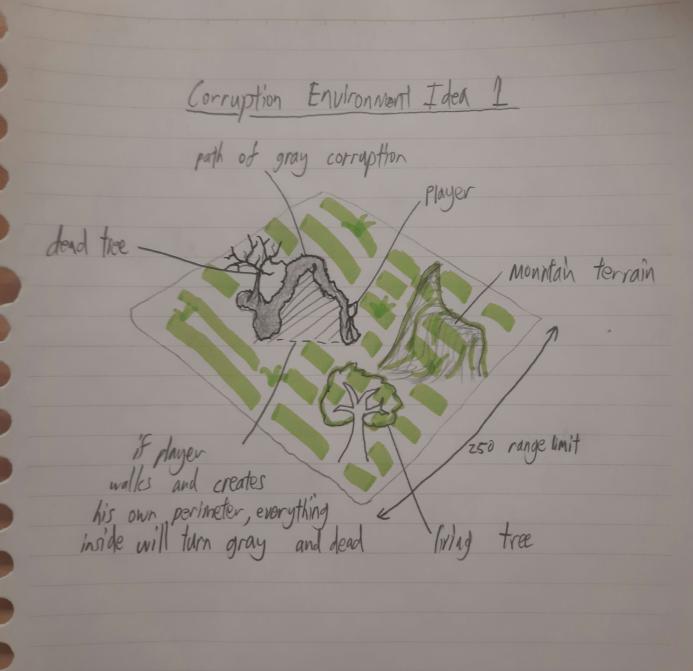 Corruption Environment Idea 1
path of gray corruption
player
dead tree
mountain terrain
250 range limit
if player
walks and creates
his own perimeter, everything
inside will turn gray and dead
living tree